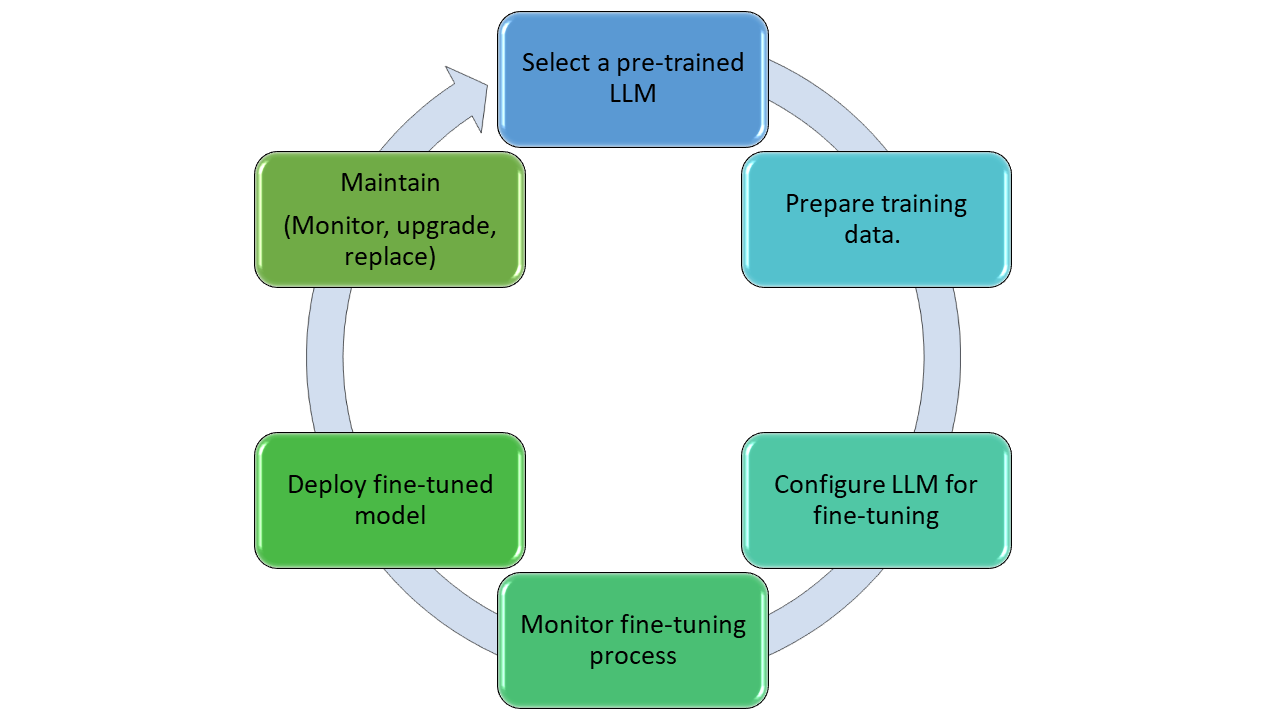 Select a pre-trained
LLM
Prepare training
data.
Configure LLM for
fine-tuning
Monitor fine-tuning
process
Deploy fine-tuned
model
Maintain
(Monitor, upgrade,
replace)